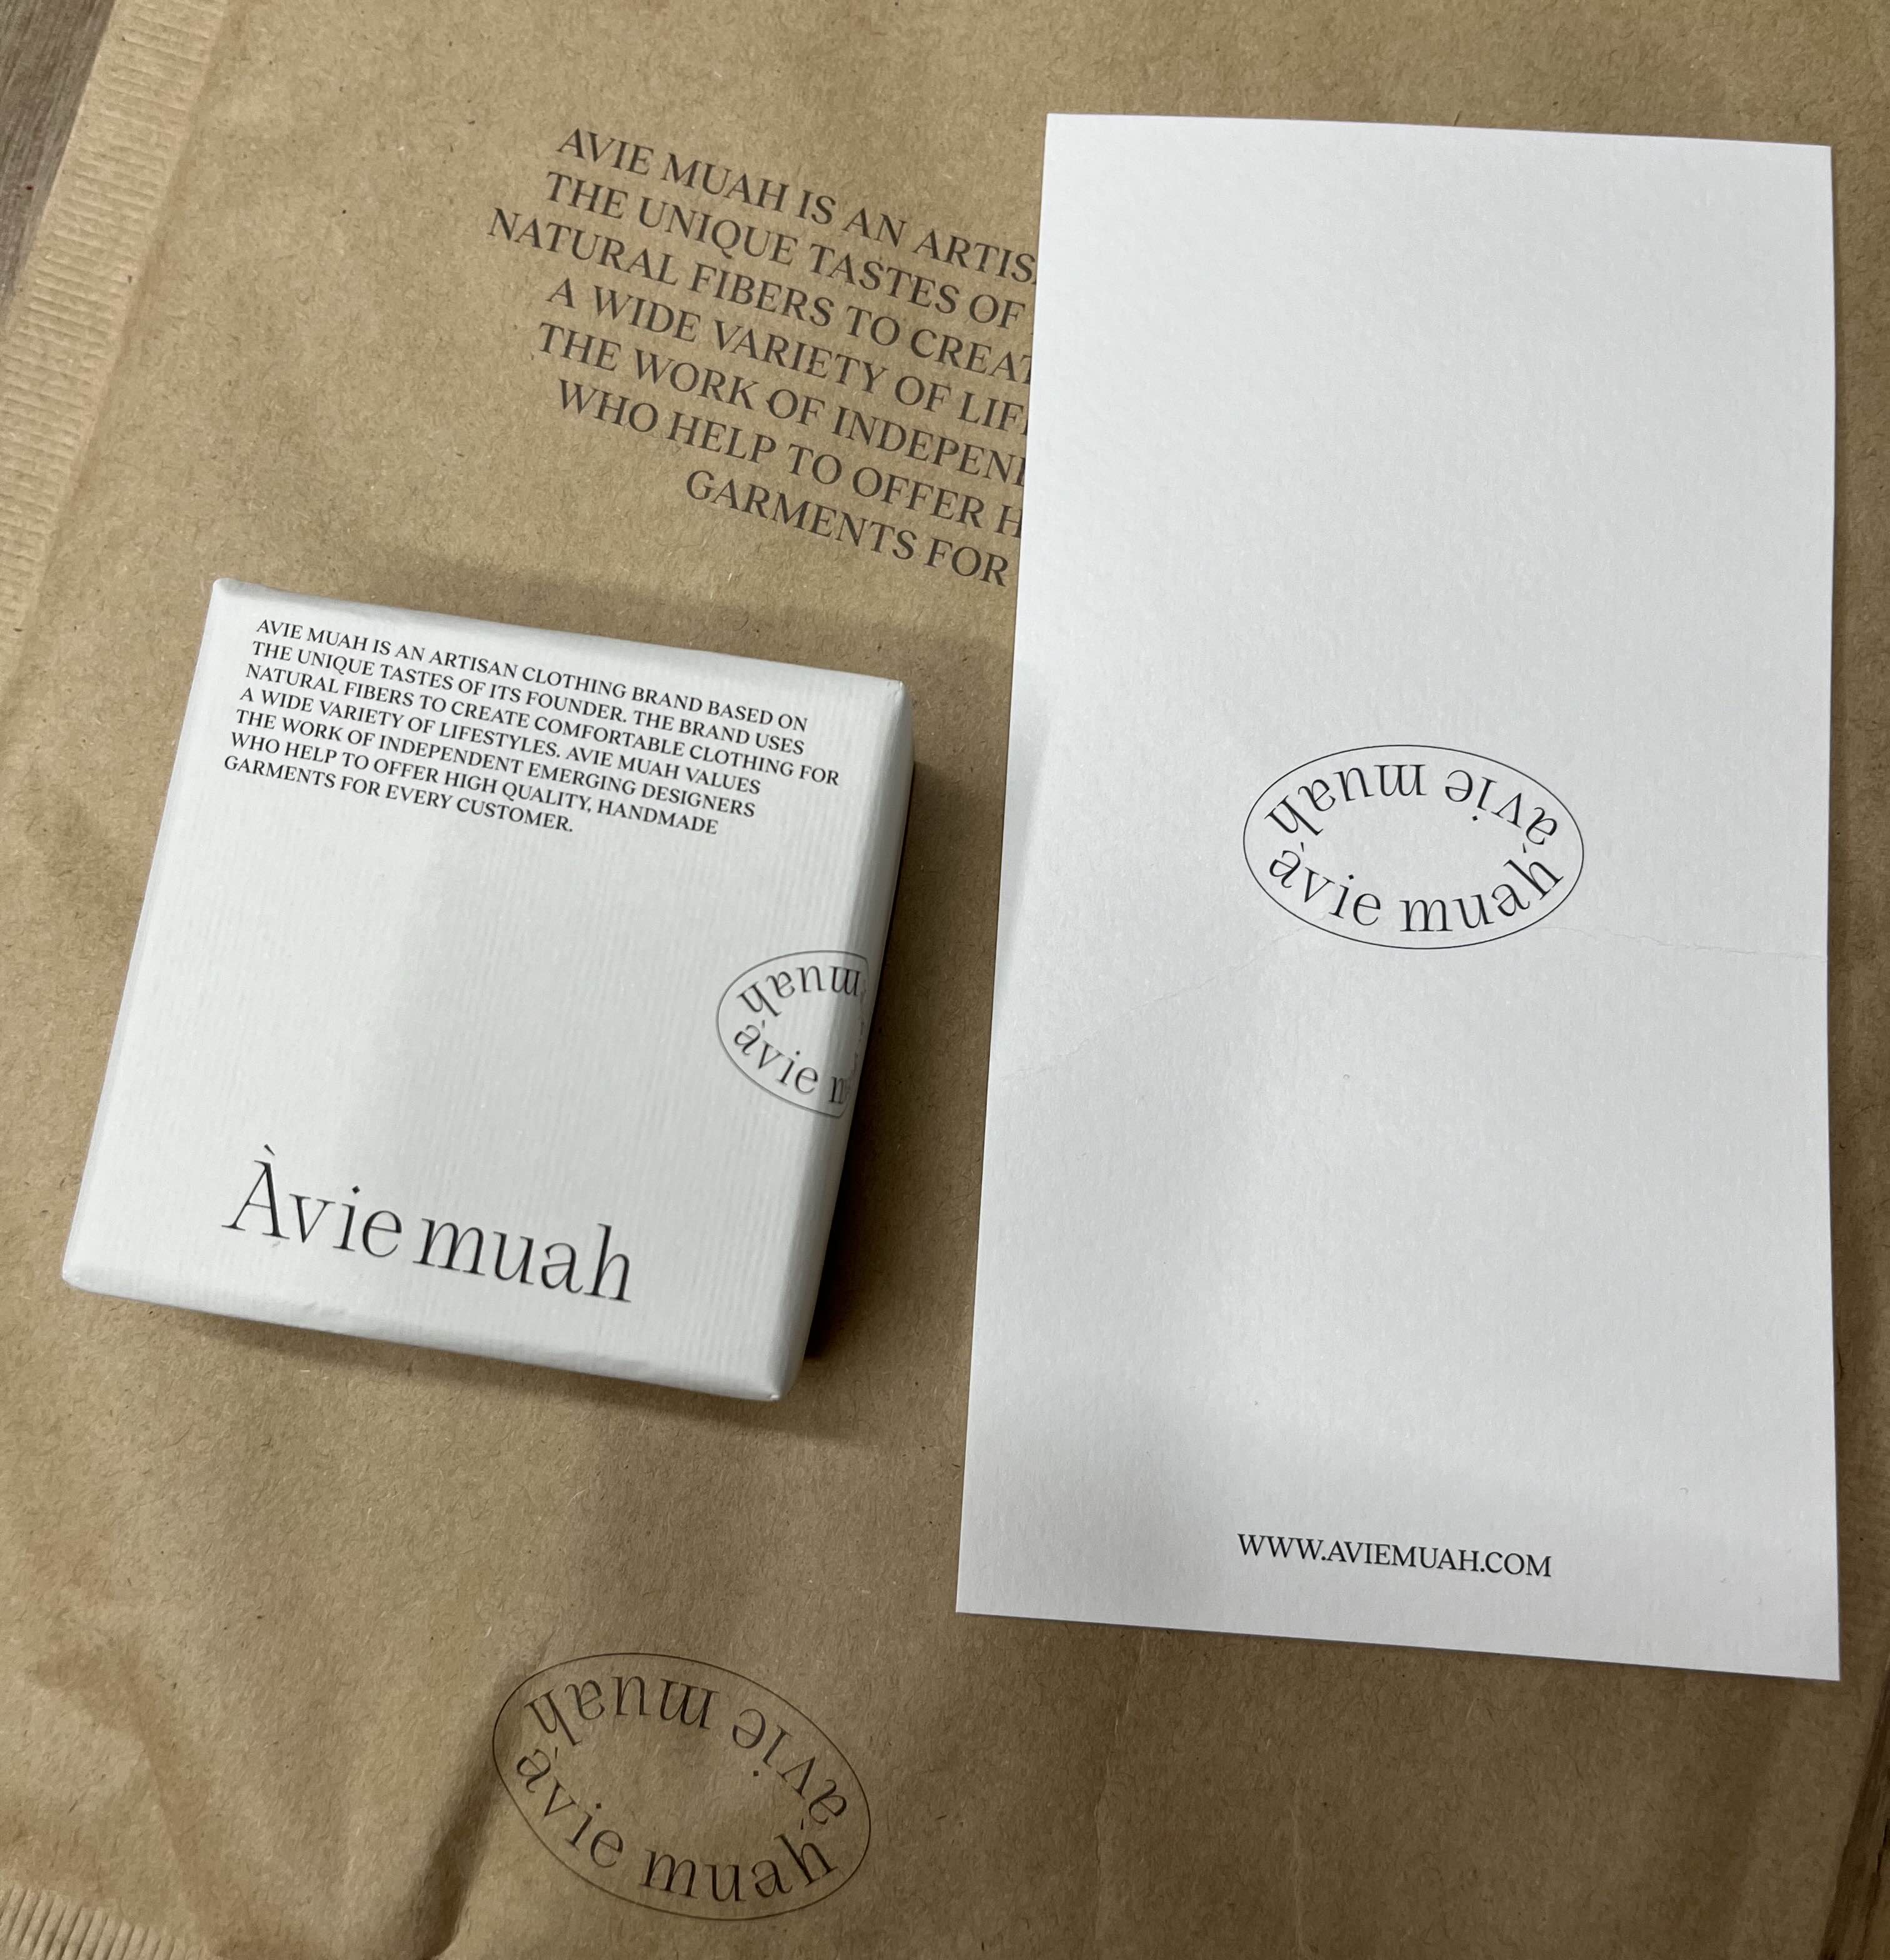 AVIE MUAH IS AN
THE UNIQUE TASTES OF
NATURAL FIBERS TO
A WIDE VARIETY OF
THE WORK OF
WHO HELP TO OFFER
GARMENTS FOR
AVIE MUAH IS AN ARTISAN CLOTHING BRAND BASED ON
THE UNIQUE TASTES OF ITS FOUNDER. THE BRAND USES
NATURAL FIBERS TO CREATE COMFORTABLE CLOTHING FOR
A WIDE VARIETY OF LIFESTYLES. AVIE MUAH VALUES
THE WORK OF INDEPENDENT EMERGING DESIGNERS
WHO HELP TO OFFER HIGH QUALITY, HANDMADE
GARMENTS FOR EVERY CUSTOMER.
muah
àvie
Àvie muah
àvie muah
àvie muah
WWW.AVIEMUAH.COM
àvie muah
àvie muah